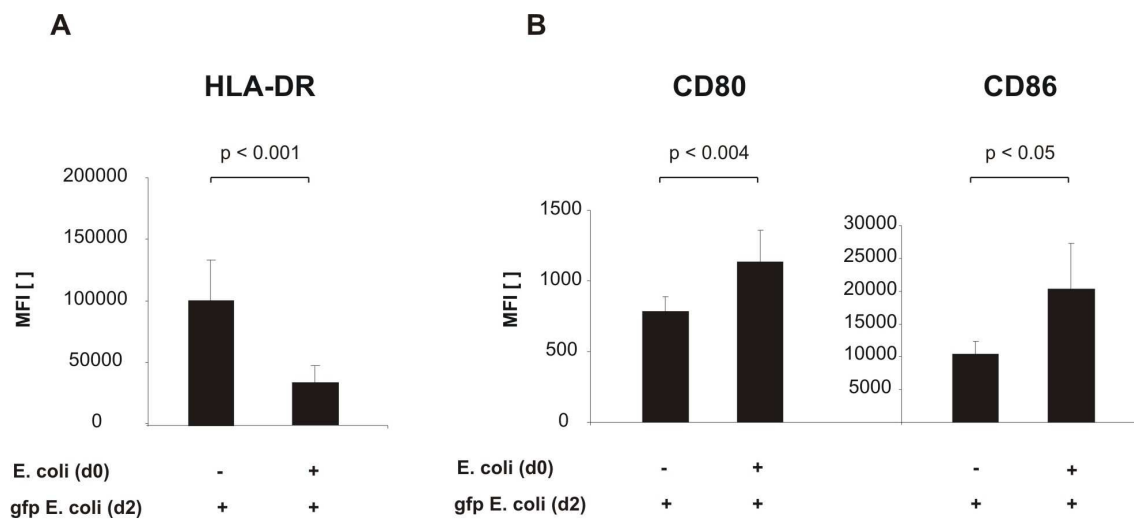 A
B
HLA-DR
CD80
CD86
p < 0.001
p < 0.004
p < 0.05
MFI [ ]
200000
150000
100000
50000
0
MFI [ ]
1500
1000
500
0
30000
25000
20000
15000
10000
5000
E. coli (d0) - +
gfp E. coli (d2) + +
E. coli (d0) - + - +
gfp E. coli (d2) + + + +